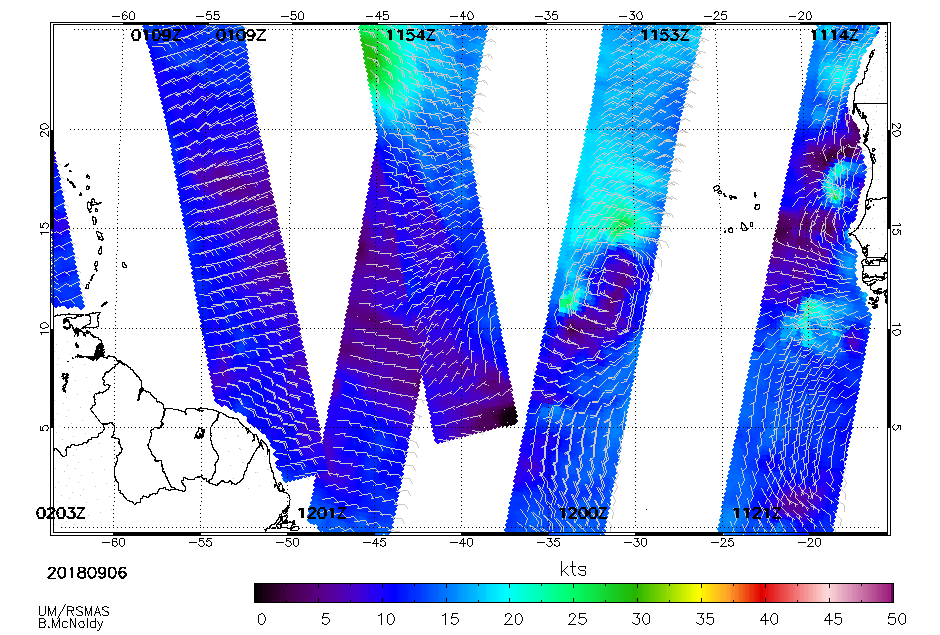 −60 −55 −50 −45 −40 −35 −30 −25 −20
0109Z 0109Z 1154Z 1153Z 1114Z
20 20
15 15
10 10
5 5
0203Z 1201Z 1200Z 1121Z
−60 −55 −50 −45 −40 −35 −30 −25 −20
20180906
kts
0 5 10 15 20 25 30 35 40 45 50
UM/RSMAS
B.McNoldy